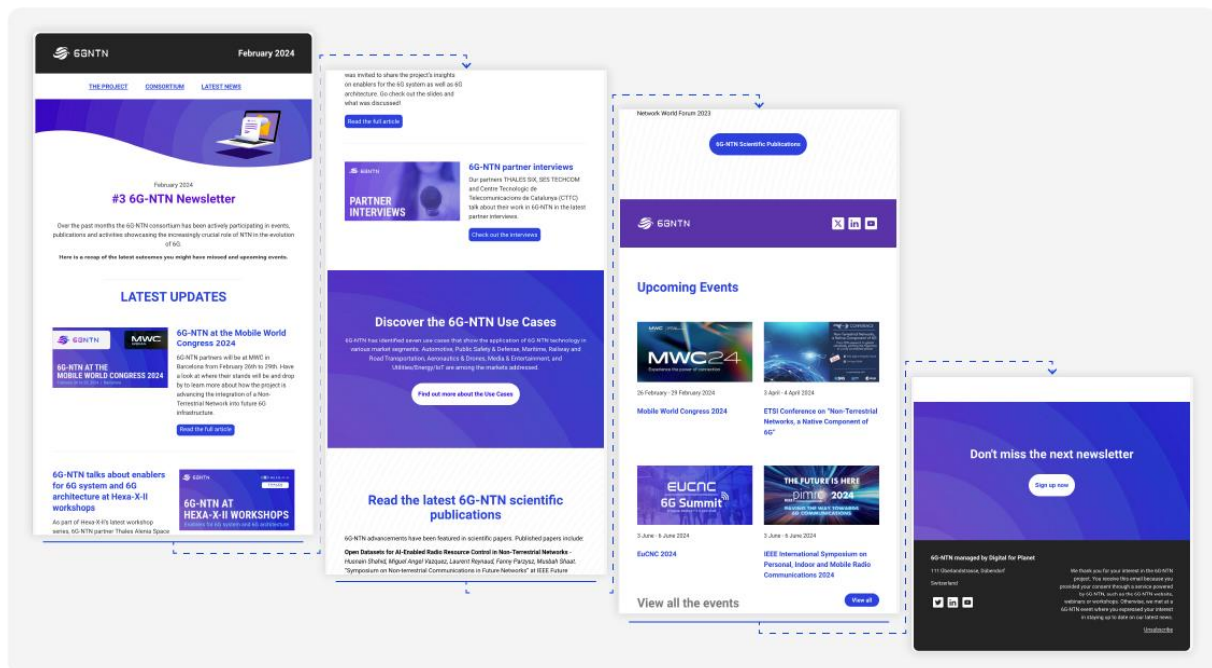 6GNTN
February 2024
THE PROJECT CONSORTIUM LATEST NEWS
February 2024
#3 6G-NTN Newsletter
Over the past months the 6G-NTN consortium has been actively participating in events,
publications and activities showcasing the increasingly crucial role of NTN in the evolution
of 6G.
Here is a recap of the latest outcomes you might have missed and upcoming events.
LATEST UPDATES
6GNTN
MWC
6G-NTN AT THE
MOBILE WORLD CONGRESS 2024
6G-NTN at the Mobile World
Congress 2024
6G-NTN partners will be at MWC in
Barcelona from February 26th to 29th. Have
a look at where their stands will be and drop
by to learn more about how the project is
advancing the integration of a Non-
Terrestrial Network into future 6G
infrastructure.
Read the full article
6G-NTN talks about enablers
for 6G system and 6G
architecture at Hexa-X-II
workshops
As part of Hexa-X-II's latest workshop
series, 6G-NTN partner Thales Alenia Space
6GNTN
6G-NTN AT
HEXA-X-II WORKSHOPS
Enablers for 6G system and 6G architecture
was invited to share the project's insights
on enablers for the 6G system as well as 6G
architecture. Go check out the slides and
what was discussed!
Read the full article
6GNTN
PARTNER
INTERVIEWS
6G-NTN partner interviews
Our partners THALES SIX, SES TECHCOM
and Centre Tecnologic de
Telecomunicacions de Catalunya (CTTC)
talk about their work in 6G-NTN in the latest
partner interviews.
Check out the interviews
Discover the 6G-NTN Use Cases
6G-NTN has identified seven use cases that show the application of 6G NTN technology in
various market segments. Automotive, Public Safety & Defense, Maritime, Railway and
Road Transportation, Aeronautics & Drones, Media & Entertainment, and
Utilities/Energy/IoT are among the markets addressed.
Find out more about the Use Cases
Read the latest 6G-NTN scientific
publications
6G-NTN advancements have been featured in scientific papers. Published papers include:
Open Datasets for AI-Enabled Radio Resource Control in Non-Terrestrial Networks -
Hussnain Shahid, Miguel Angel Vazquez, Laurent Reynaud, Fanny Parzysz, Musbah Shaat.
"Symposium on Non-terrestrial Communications in Future Networks" at IEEE Future
Network World Forum 2023
6G-NTN Scientific Publications
6GNTN
Upcoming Events
MWC24
Experience the power of connection
26 February - 29 February 2024
Mobile World Congress 2024
3 April - 4 April 2024
ETSI Conference on "Non-Terrestrial
Networks, a Native Component of
6G"
EUCNC
6G Summit
3 June - 6 June 2024
EuCNC 2024
THE FUTURE IS HERE
pimrc 2024
3 June - 6 June 2024
IEEE International Symposium on
Personal, Indoor and Mobile Radio
Communications 2024
View all the events
View all
Don't miss the next newsletter
Sign up now
6G-NTN managed by Digital for Planet
Switzerland
We thank you for your interest in the 6G-NTN
project. You receive this email because you
provided your consent through a service powered
by 6G-NTN, such as the 6G-NTN website,
webinars or workshops. Otherwise, we met at a
6G-NTN event where you expressed your interest
in staying up to date on our latest news.
Unsubscribe